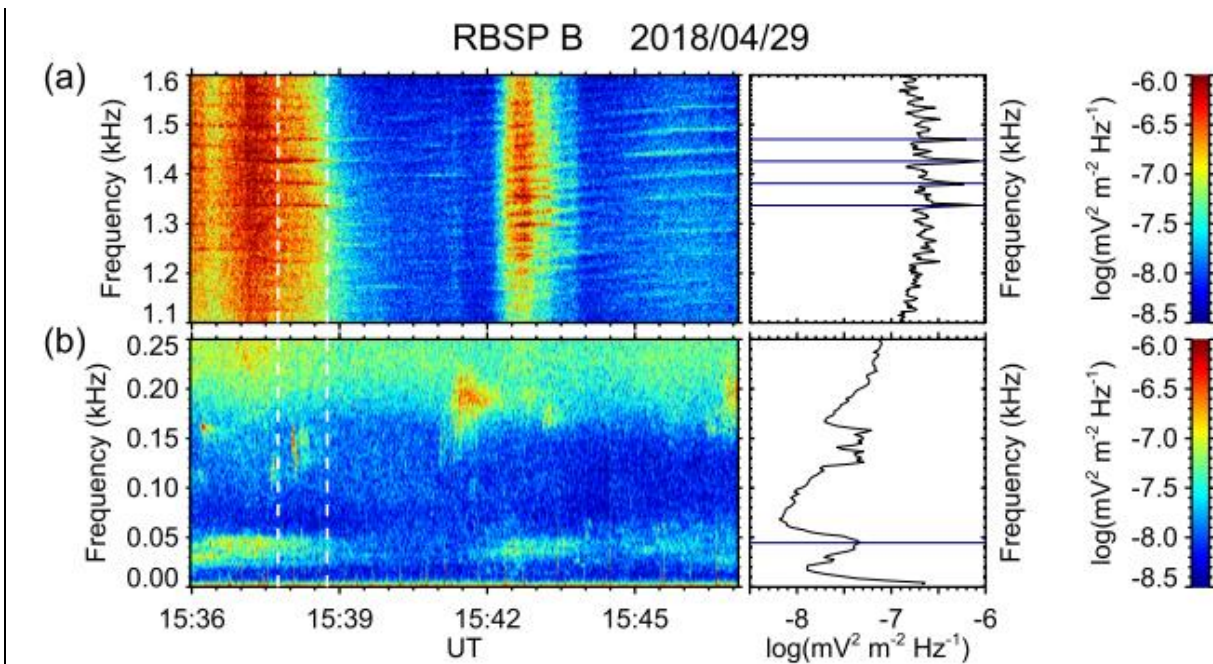 RBSP B 2018/04/29
(a)
Frequency (kHz)
1.6
1.5
1.4
1.3
1.2
1.1
Frequency (kHz)
log(mV² m⁻² Hz⁻¹)
-6.0
-6.5
-7.0
-7.5
-8.0
-8.5
(b)
Frequency (kHz)
0.25
0.20
0.15
0.10
0.05
0.00
Frequency (kHz)
log(mV² m⁻² Hz⁻¹)
-6.0
-6.5
-7.0
-7.5
-8.0
-8.5
15:36 15:39 15:42 15:45
UT
-8 -7 -6
log(mV² m⁻² Hz⁻¹)